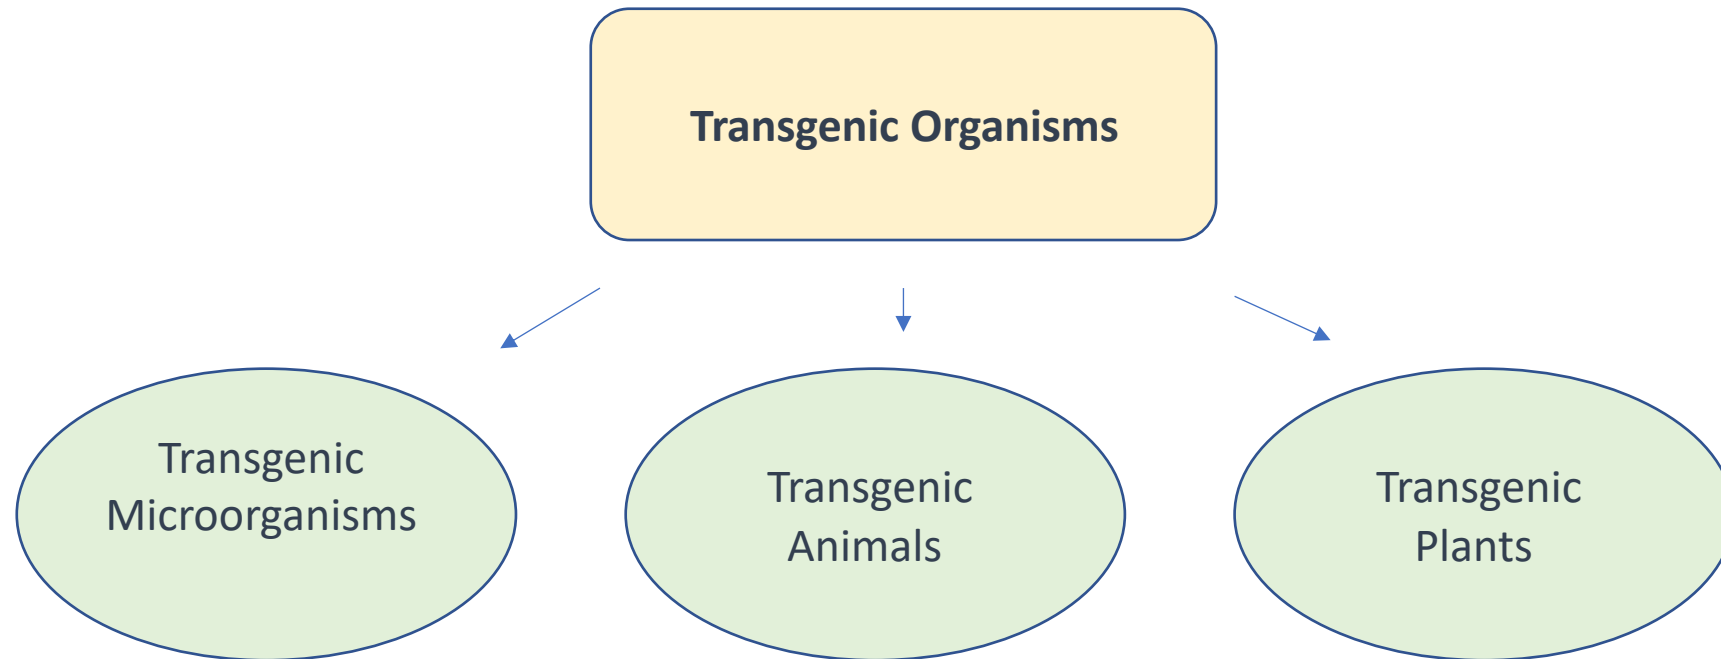 Transgenic Organisms
Transgenic
Microorganisms
Transgenic
Animals
Transgenic
Plants